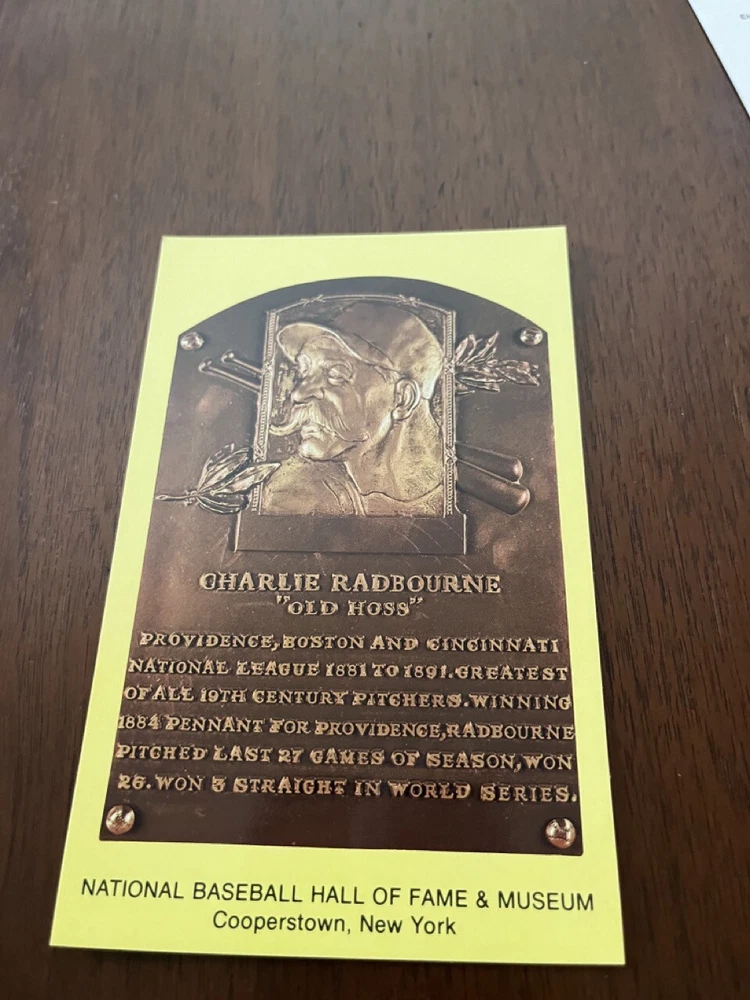 CHARLIE RADBOURNE
"OLD HOSS"
PROVIDENCE, BOSTON AND CINCINNATI
NATIONAL LEAGUE 1881 TO 1891. GREATEST
OF ALL 19TH CENTURY PITCHERS. WINNING
1884 PENNANT FOR PROVIDENCE, RADBOURNE
PITCHED LAST 27 GAMES OF SEASON, WON
26. WON 3 STRAIGHT IN WORLD SERIES.
NATIONAL BASEBALL HALL OF FAME & MUSEUM
Cooperstown, New York